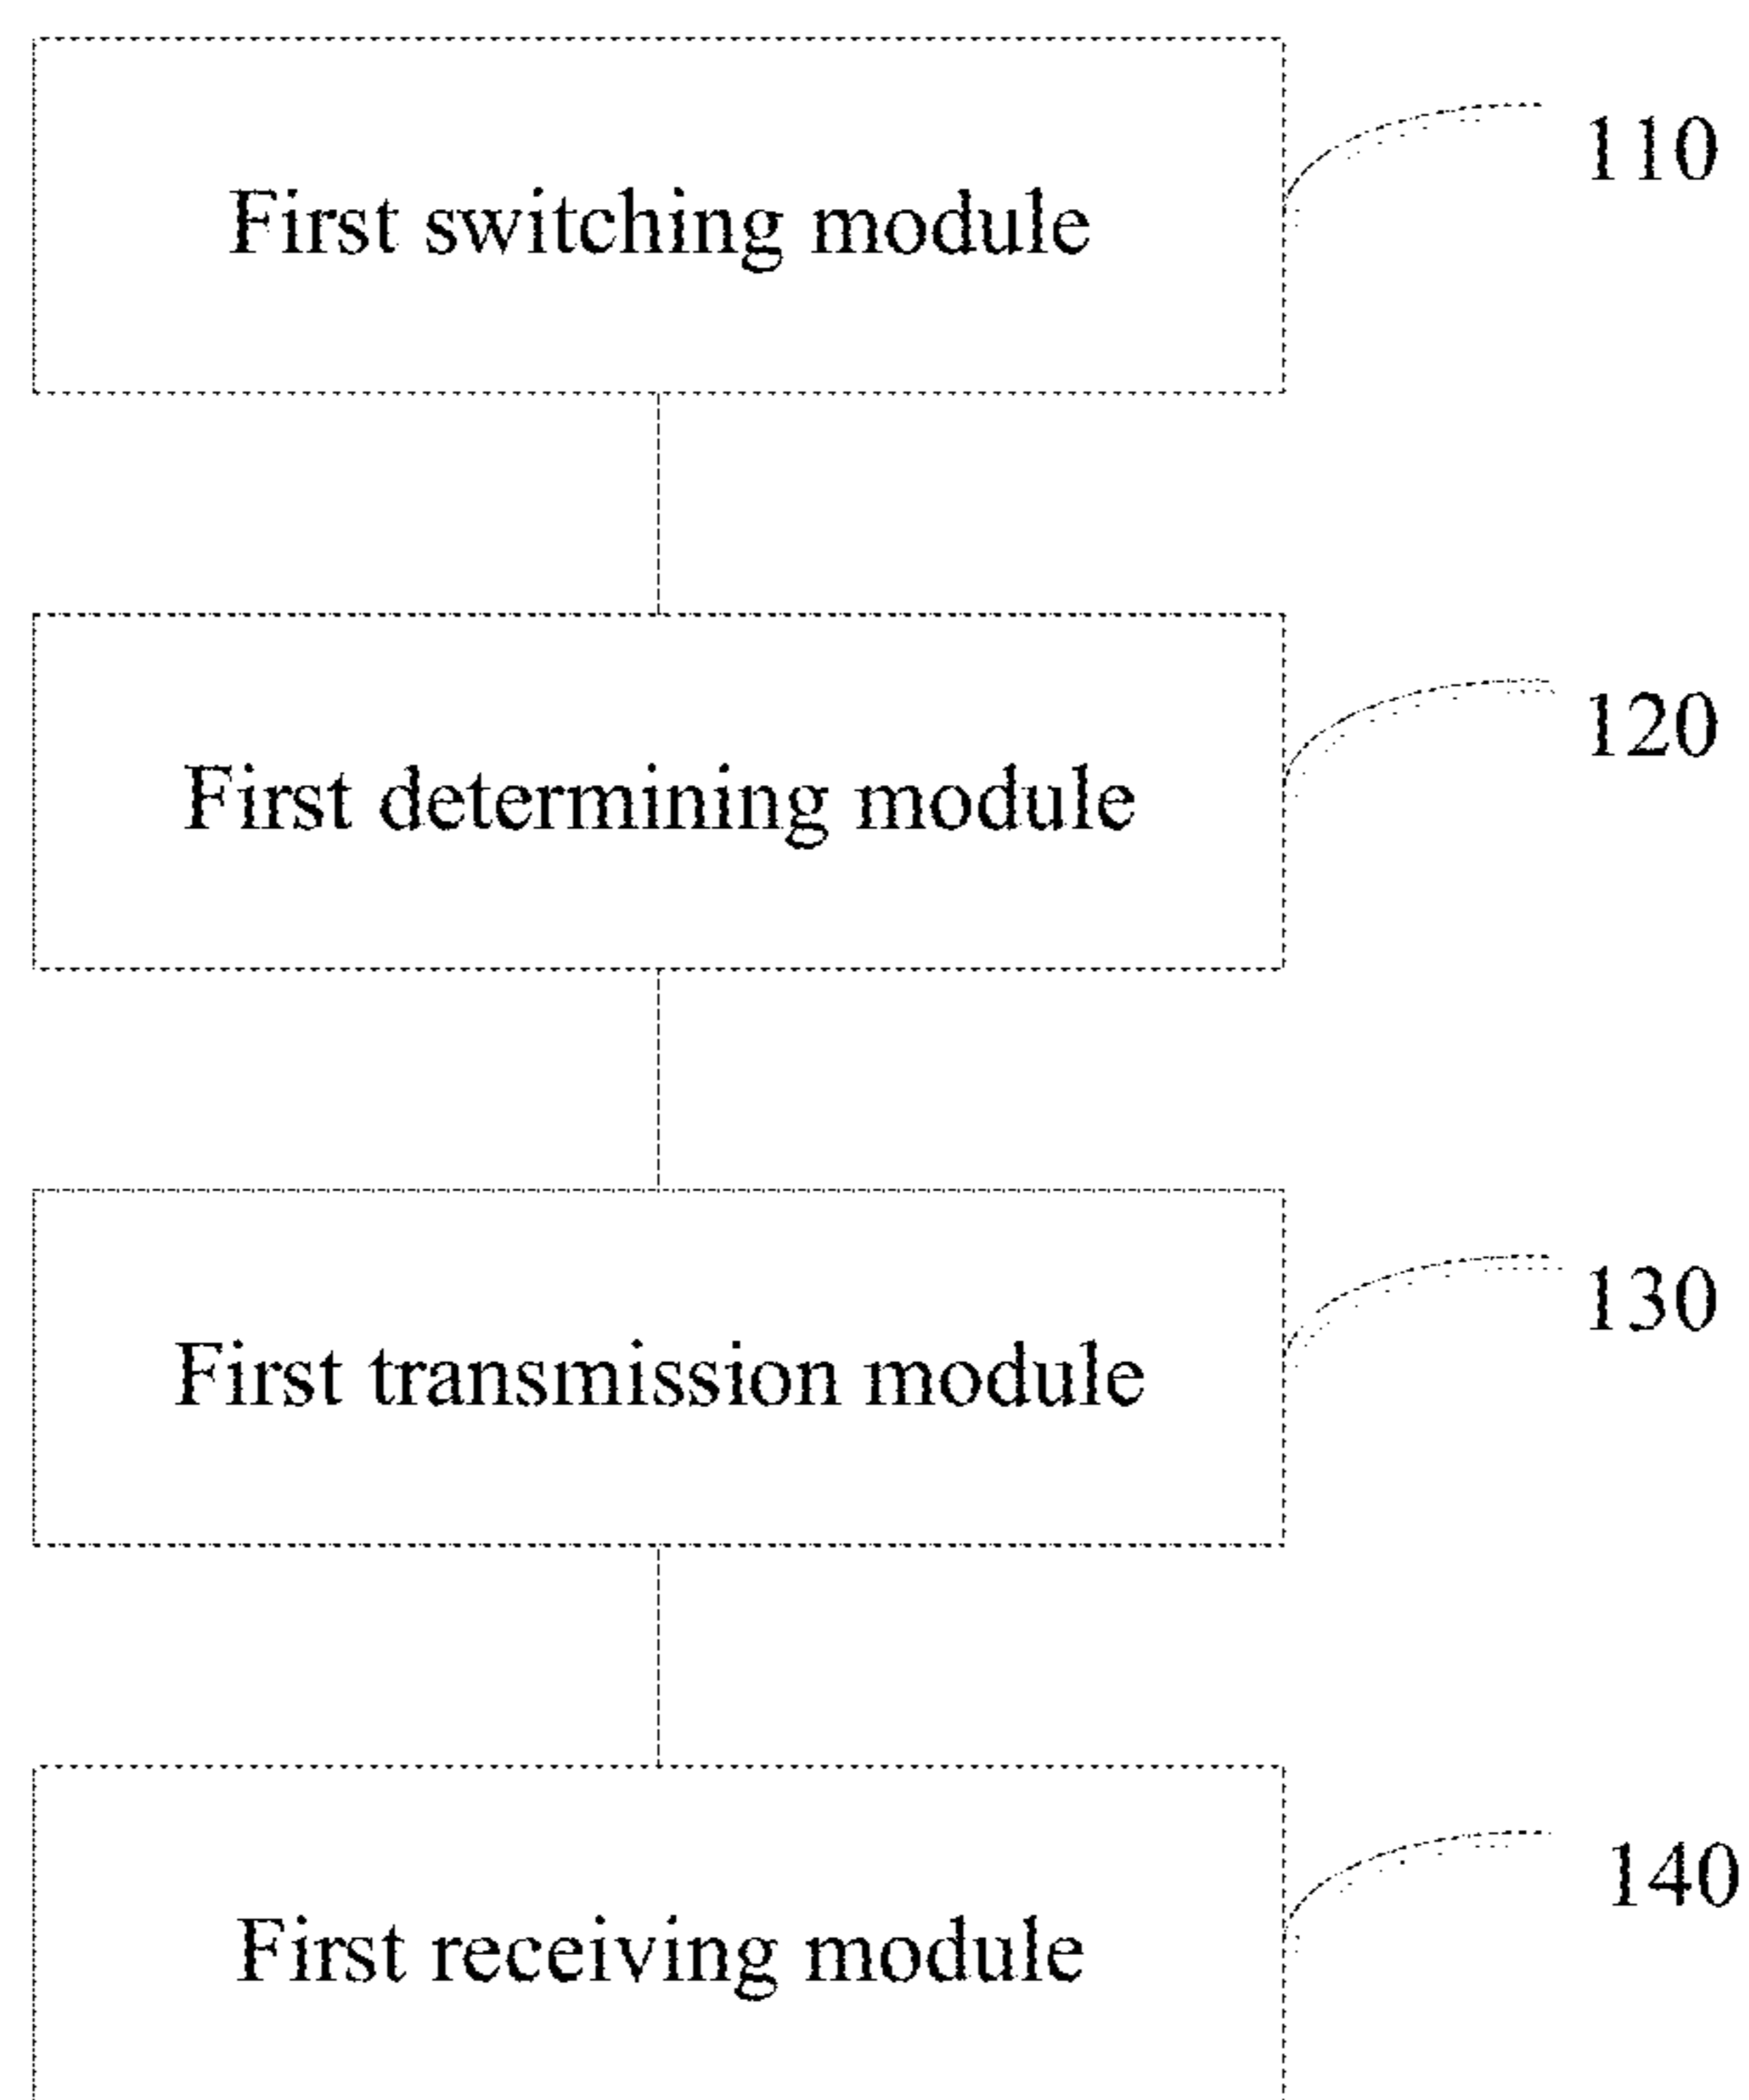 First switching module
110
First determining module
120
First transmission module
130
First receiving module
140